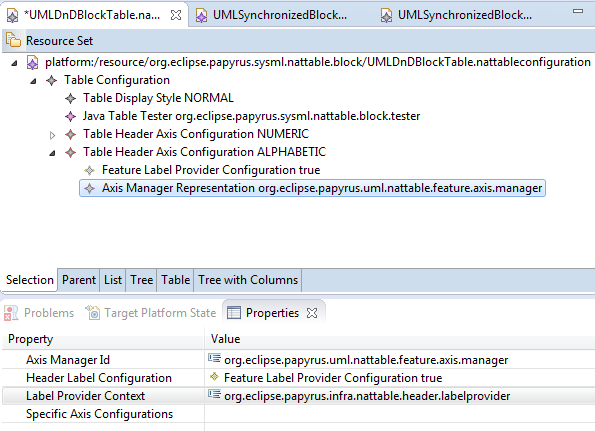 *UMLDnDBlockTable.na... UMLSynchronizedBlock... UMLSynchronizedBlock...
Resource Set
platform:/resource/org.eclipse.papyrus.sysml.nattable.block/UMLDnDBlockTable.nattableconfiguration
Table Configuration
Table Display Style NORMAL
Java Table Tester org.eclipse.papyrus.sysml.nattable.block.tester
Table Header Axis Configuration NUMERIC
Table Header Axis Configuration ALPHABETIC
Feature Label Provider Configuration true
Axis Manager Representation org.eclipse.papyrus.uml.nattable.feature.axis.manager
Selection Parent List Tree Table Tree with Columns
Problems Target Platform State Properties
Property Value
Axis Manager Id org.eclipse.papyrus.uml.nattable.feature.axis.manager
Header Label Configuration Feature Label Provider Configuration true
Label Provider Context org.eclipse.papyrus.infra.nattable.header.labelprovider
Specific Axis Configurations